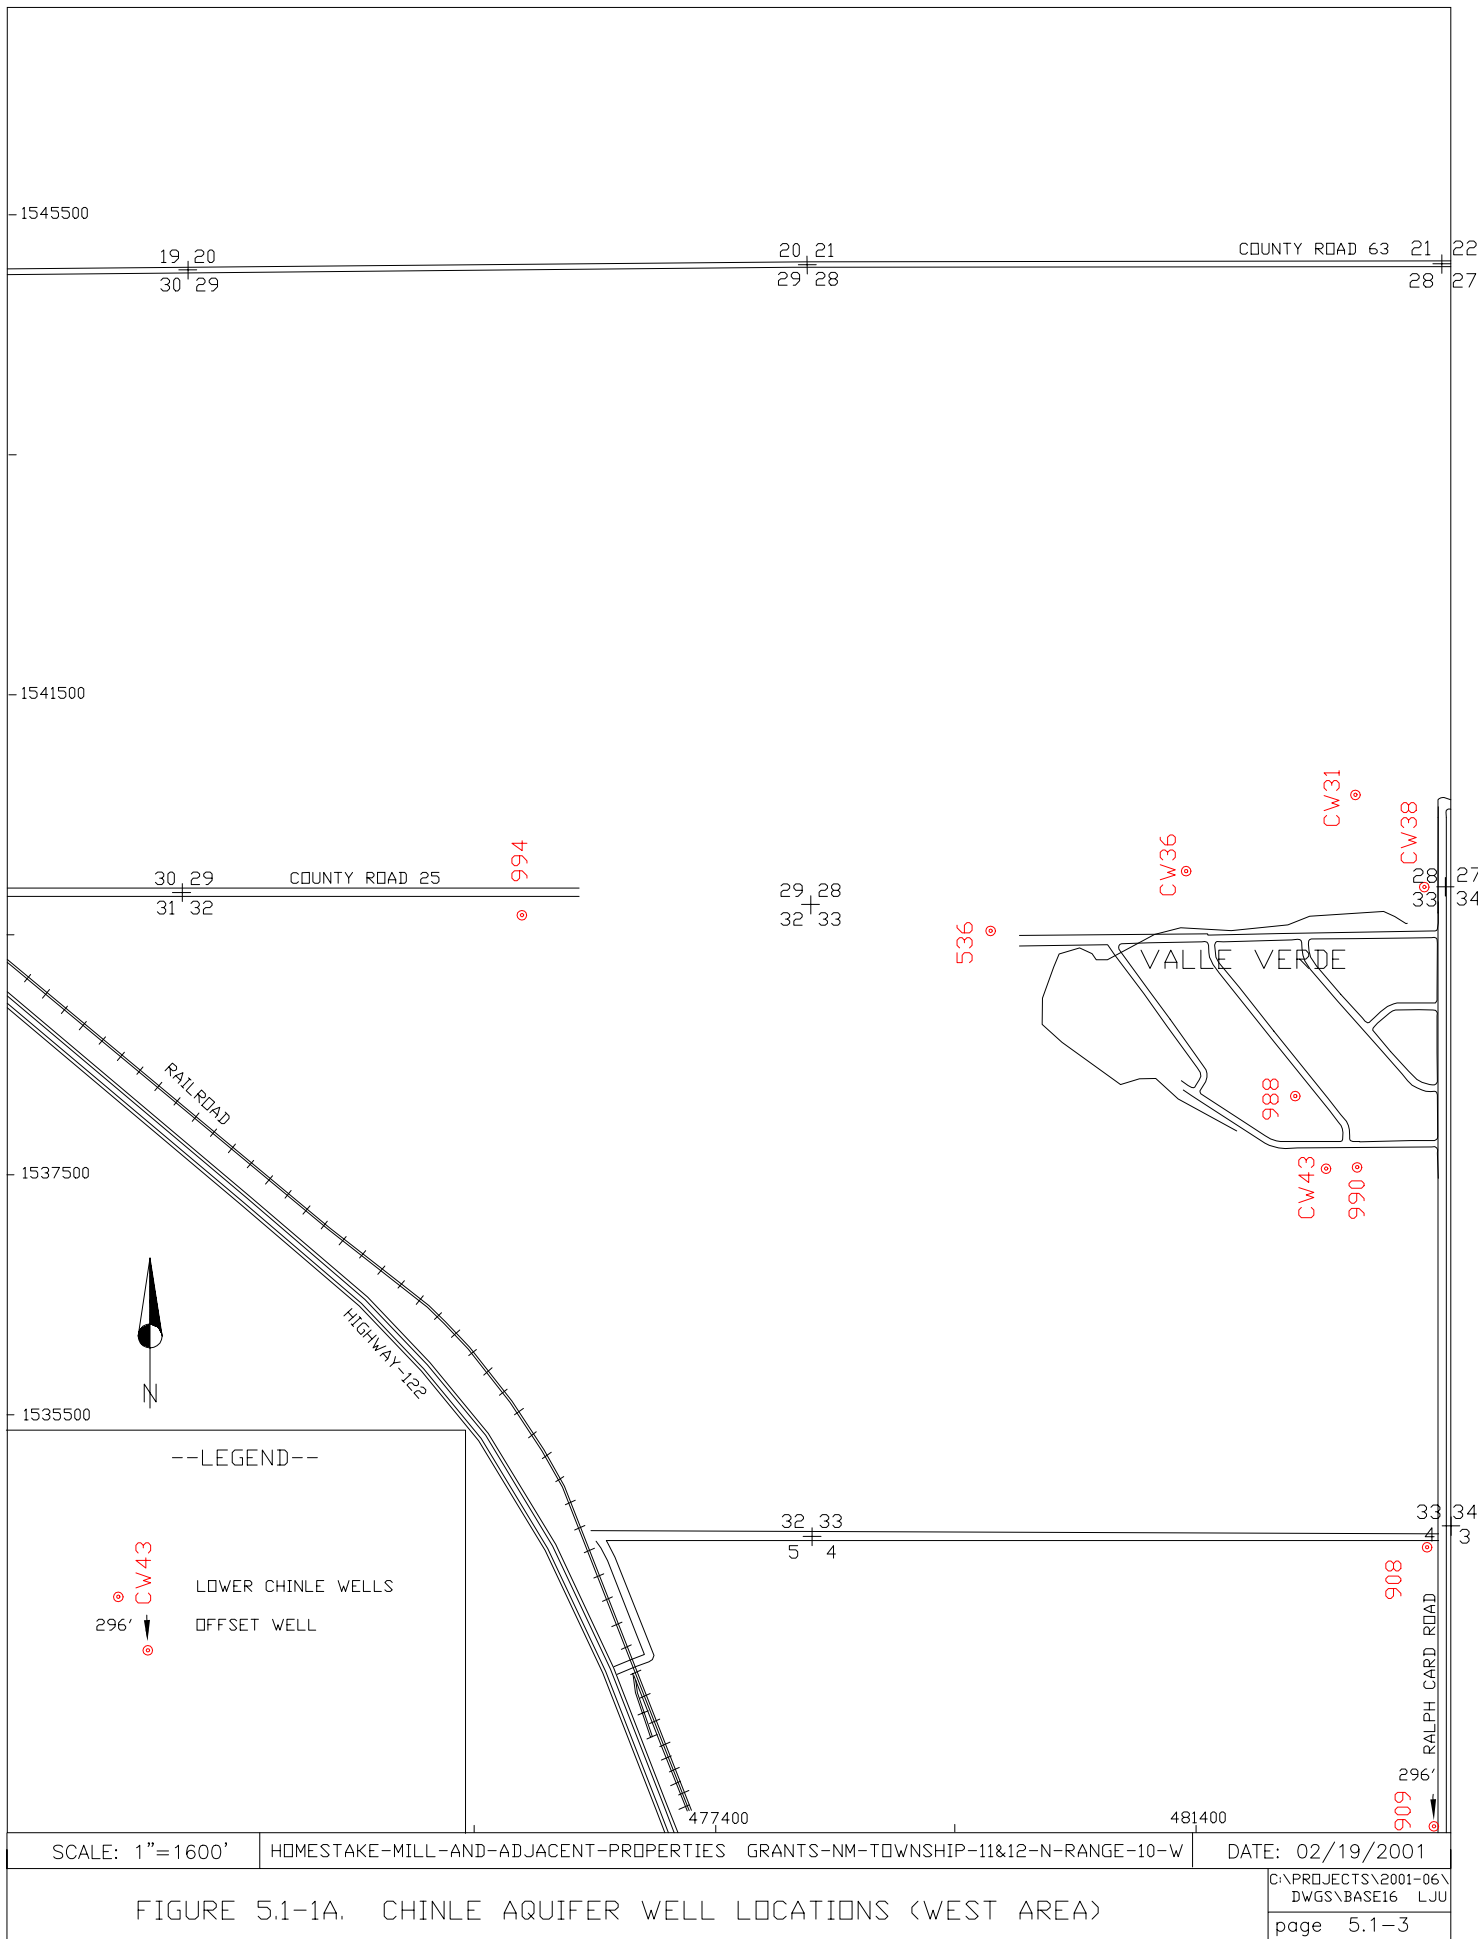 1545500
19 20
30 29
20 21
29 28
COUNTY ROAD 63
21 22
28 27
1541500
CW31
CW38
CW36
994
30 29
31 32
COUNTY ROAD 25
29 28
32 33
28 27
33 34
536
VALLE VERDE
RAILROAD
988
1537500
CW43
990
HIGHWAY-122
N
1535500
--LEGEND--
CW43
LOWER CHINLE WELLS
296'
OFFSET WELL
32 33
5 4
33 34
4 3
908
RALPH CARD ROAD
296'
909
477400
481400
SCALE: 1"=1600'
HOMESTAKE-MILL-AND-ADJACENT-PROPERTIES GRANTS-NM-TOWNSHIP-11&12-N-RANGE-10-W
DATE: 02/19/2001
FIGURE 5.1-1A. CHINLE AQUIFER WELL LOCATIONS (WEST AREA)
C:\PROJECTS\2001-06\
DWGS\BASE16 LJU
page 5.1-3